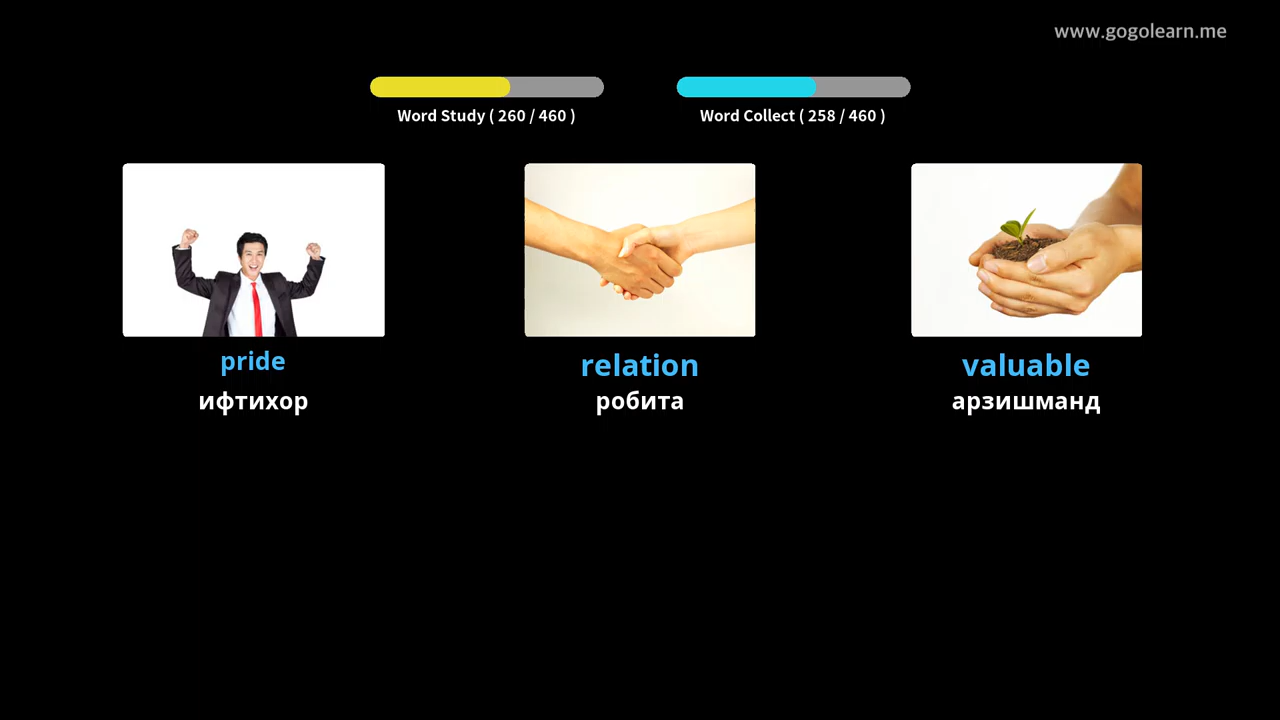 www.gogolearn.me
Word Study ( 260 / 460 )
Word Collect ( 258 / 460 )
pride
relation
valuable
ифтихор
робита
арзишманд